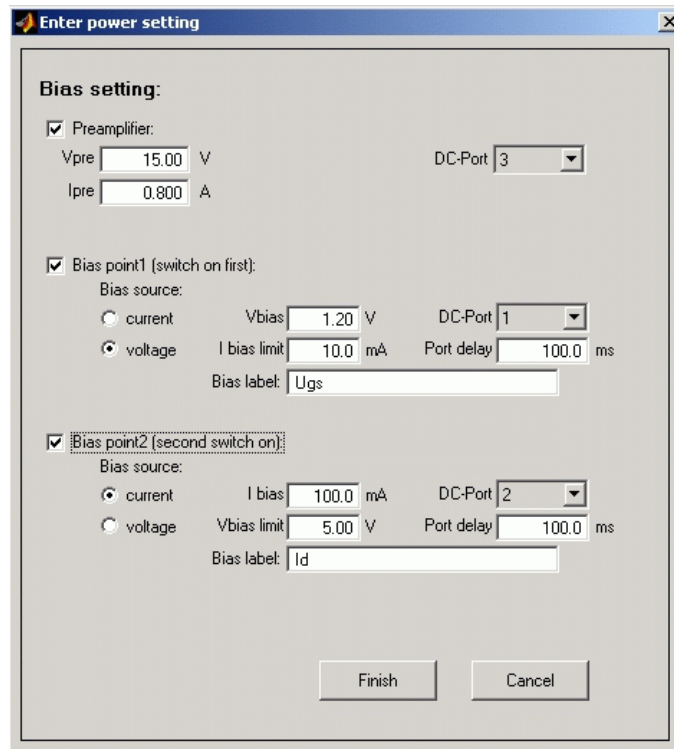 Enter power setting
Bias setting:
Preamplifier:
Vpre 15.00 V DC-Port 3
Ipre 0.800 A
Bias point1 (switch on first):
Bias source:
current Vbias 1.20 V DC-Port 1
voltage I bias limit 10.0 mA Port delay 100.0 ms
Bias label: Ugs
Bias point2 (second switch on):
Bias source:
current I bias 100.0 mA DC-Port 2
voltage Vbias limit 5.00 V Port delay 100.0 ms
Bias label: Id
Finish Cancel